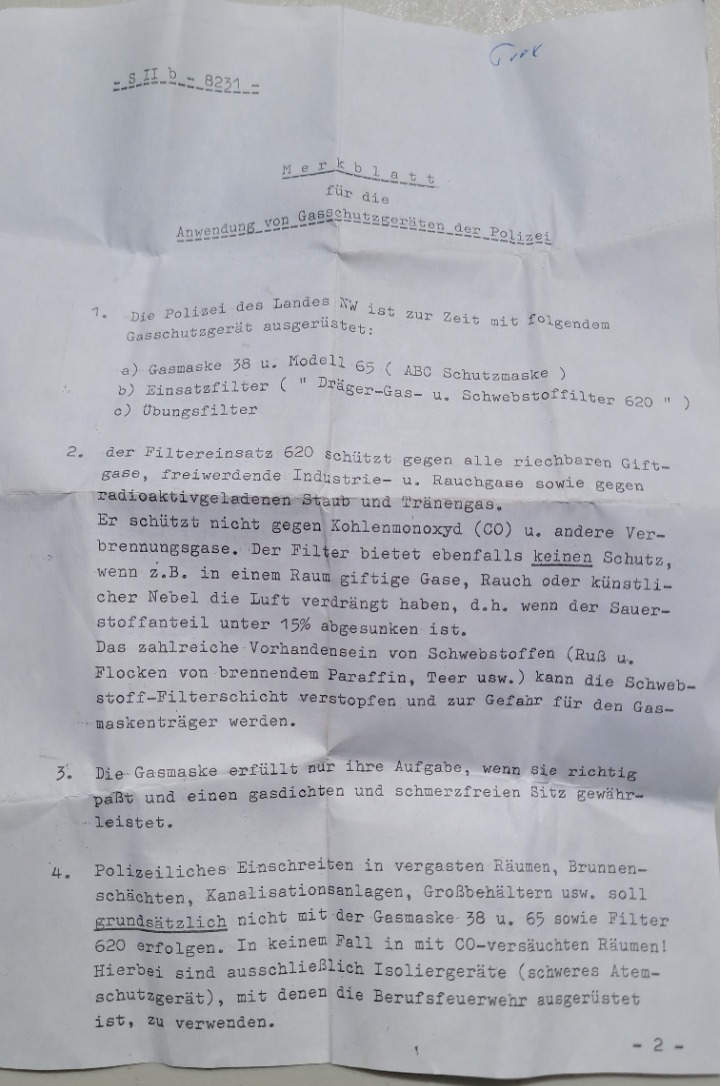 - S II b - 8231 -
Merkblatt
für die
Anwendung von Gasschutzgeräten der Polizei
1. Die Polizei des Landes NW ist zur Zeit mit folgendem
Gasschutzgerät ausgerüstet:
a) Gasmaske 38 u. Modell 65 ( ABC Schutzmaske )
b) Einsatzfilter ( " Dräger-Gas- u. Schwebstoffilter 620 " )
c) Übungsfilter
2. der Filtereinsatz 620 schützt gegen alle riechbaren Gift-
gase, freiwerdende Industrie- u. Rauchgase sowie gegen
radioaktivgeladenen Staub und Tränengas.
Er schützt nicht gegen Kohlenmonoxyd (CO) u. andere Ver-
brennungsgase. Der Filter bietet ebenfalls keinen Schutz,
wenn z.B. in einem Raum giftige Gase, Rauch oder künstli-
cher Nebel die Luft verdrängt haben, d.h. wenn der Sauer-
stoffanteil unter 15% abgesunken ist.
Das zahlreiche Vorhandensein von Schwebstoffen (Ruß u.
Flocken von brennendem Paraffin, Teer usw.) kann die Schweb-
stoff-Filterschicht verstopfen und zur Gefahr für den Gas-
maskenträger werden.
3. Die Gasmaske erfüllt nur ihre Aufgabe, wenn sie richtig
paßt und einen gasdichten und schmerzfreien Sitz gewähr-
leistet.
4. Polizeiliches Einschreiten in vergasten Räumen, Brunnen-
schächten, Kanalisationsanlagen, Großbehältern usw. soll
grundsätzlich nicht mit der Gasmaske 38 u. 65 sowie Filter
620 erfolgen. In keinem Fall in mit CO-versäuchten Räumen!
Hierbei sind ausschließlich Isoliergeräte (schweres Atem-
schutzgerät), mit denen die Berufsfeuerwehr ausgerüstet
ist, zu verwenden.
- 2 -